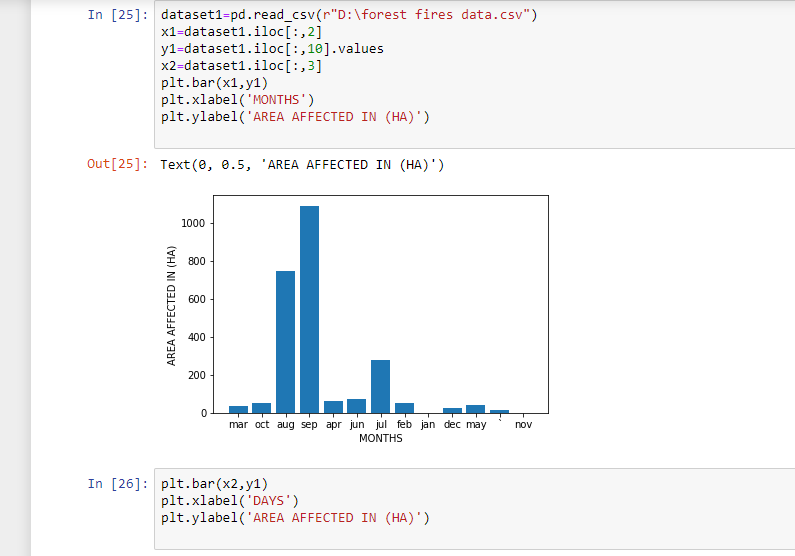 In [25]: dataset1=pd.read_csv(r"D:\forest fires data.csv")
x1=dataset1.iloc[:,2]
y1=dataset1.iloc[:,10].values
x2=dataset1.iloc[:,3]
plt.bar(x1,y1)
plt.xlabel('MONTHS')
plt.ylabel('AREA AFFECTED IN (HA)')
Out[25]: Text(0, 0.5, 'AREA AFFECTED IN (HA)')
AREA AFFECTED IN (HA)
1000
800
600
400
200
0
mar oct aug sep apr jun jul feb jan dec may ` nov
MONTHS
In [26]: plt.bar(x2,y1)
plt.xlabel('DAYS')
plt.ylabel('AREA AFFECTED IN (HA)')